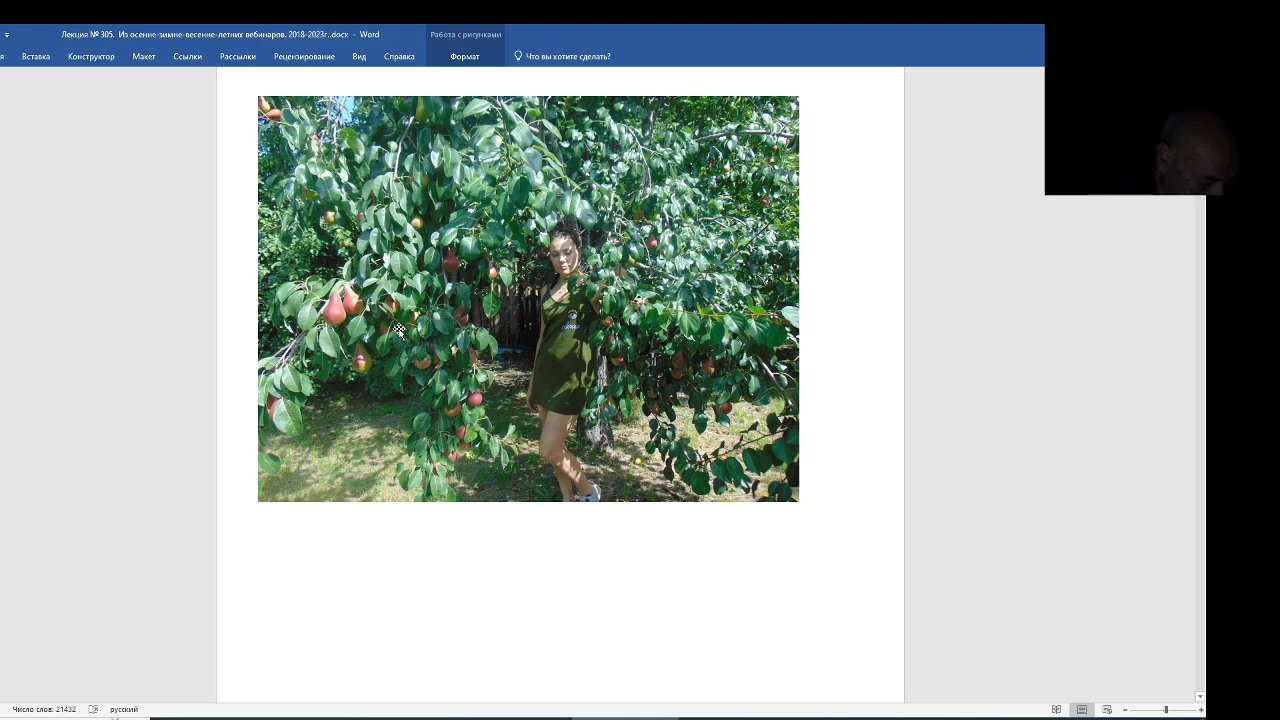 Лекция № 305. Из осенне-зимне-весенне-летних вебинаров. 2018-2023г..docx - Word
Работа с рисунками
я Вставка Конструктор Макет Ссылки Рассылки Рецензирование Вид Справка Формат Что вы хотите сделать?
Число слов: 21432 русский